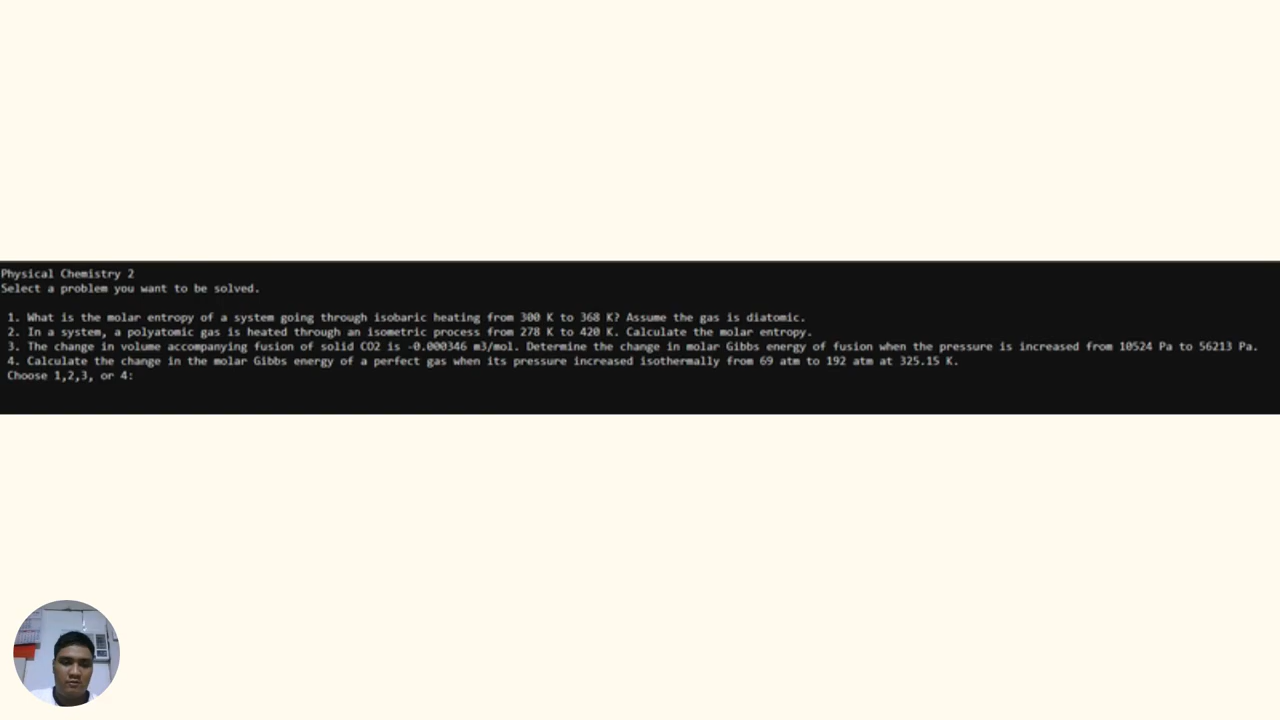 Physical Chemistry 2
Select a problem you want to be solved.
1. What is the molar entropy of a system going through isobaric heating from 300 K to 368 K? Assume the gas is diatomic.
2. In a system, a polyatomic gas is heated through an isometric process from 278 K to 420 K. Calculate the molar entropy.
3. The change in volume accompanying fusion of solid CO2 is -0.000346 m3/mol. Determine the change in molar Gibbs energy of fusion when the pressure is increased from 10524 Pa to 56213 Pa.
4. Calculate the change in the molar Gibbs energy of a perfect gas when its pressure increased isothermally from 69 atm to 192 atm at 325.15 K.
Choose 1,2,3, or 4: